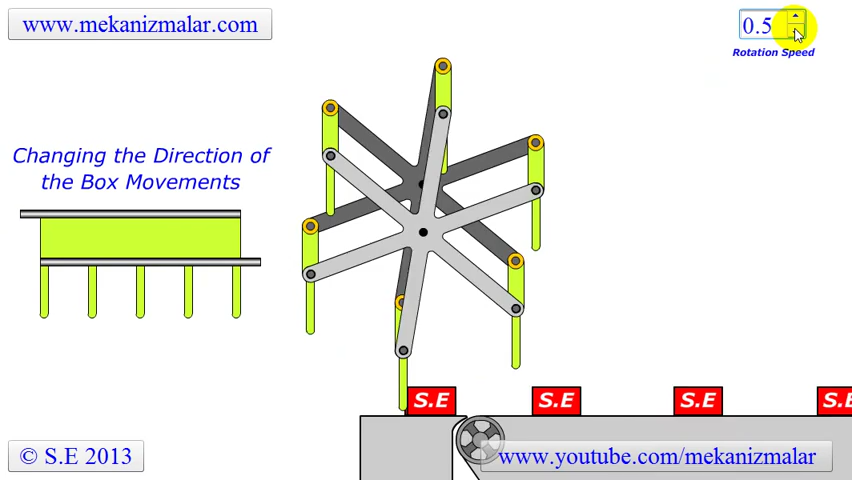 www.mekanizmalar.com
0.5
Rotation Speed
Changing the Direction of
the Box Movements
S.E
S.E
S.E
S.E
© S.E 2013
www.youtube.com/mekanizmalar